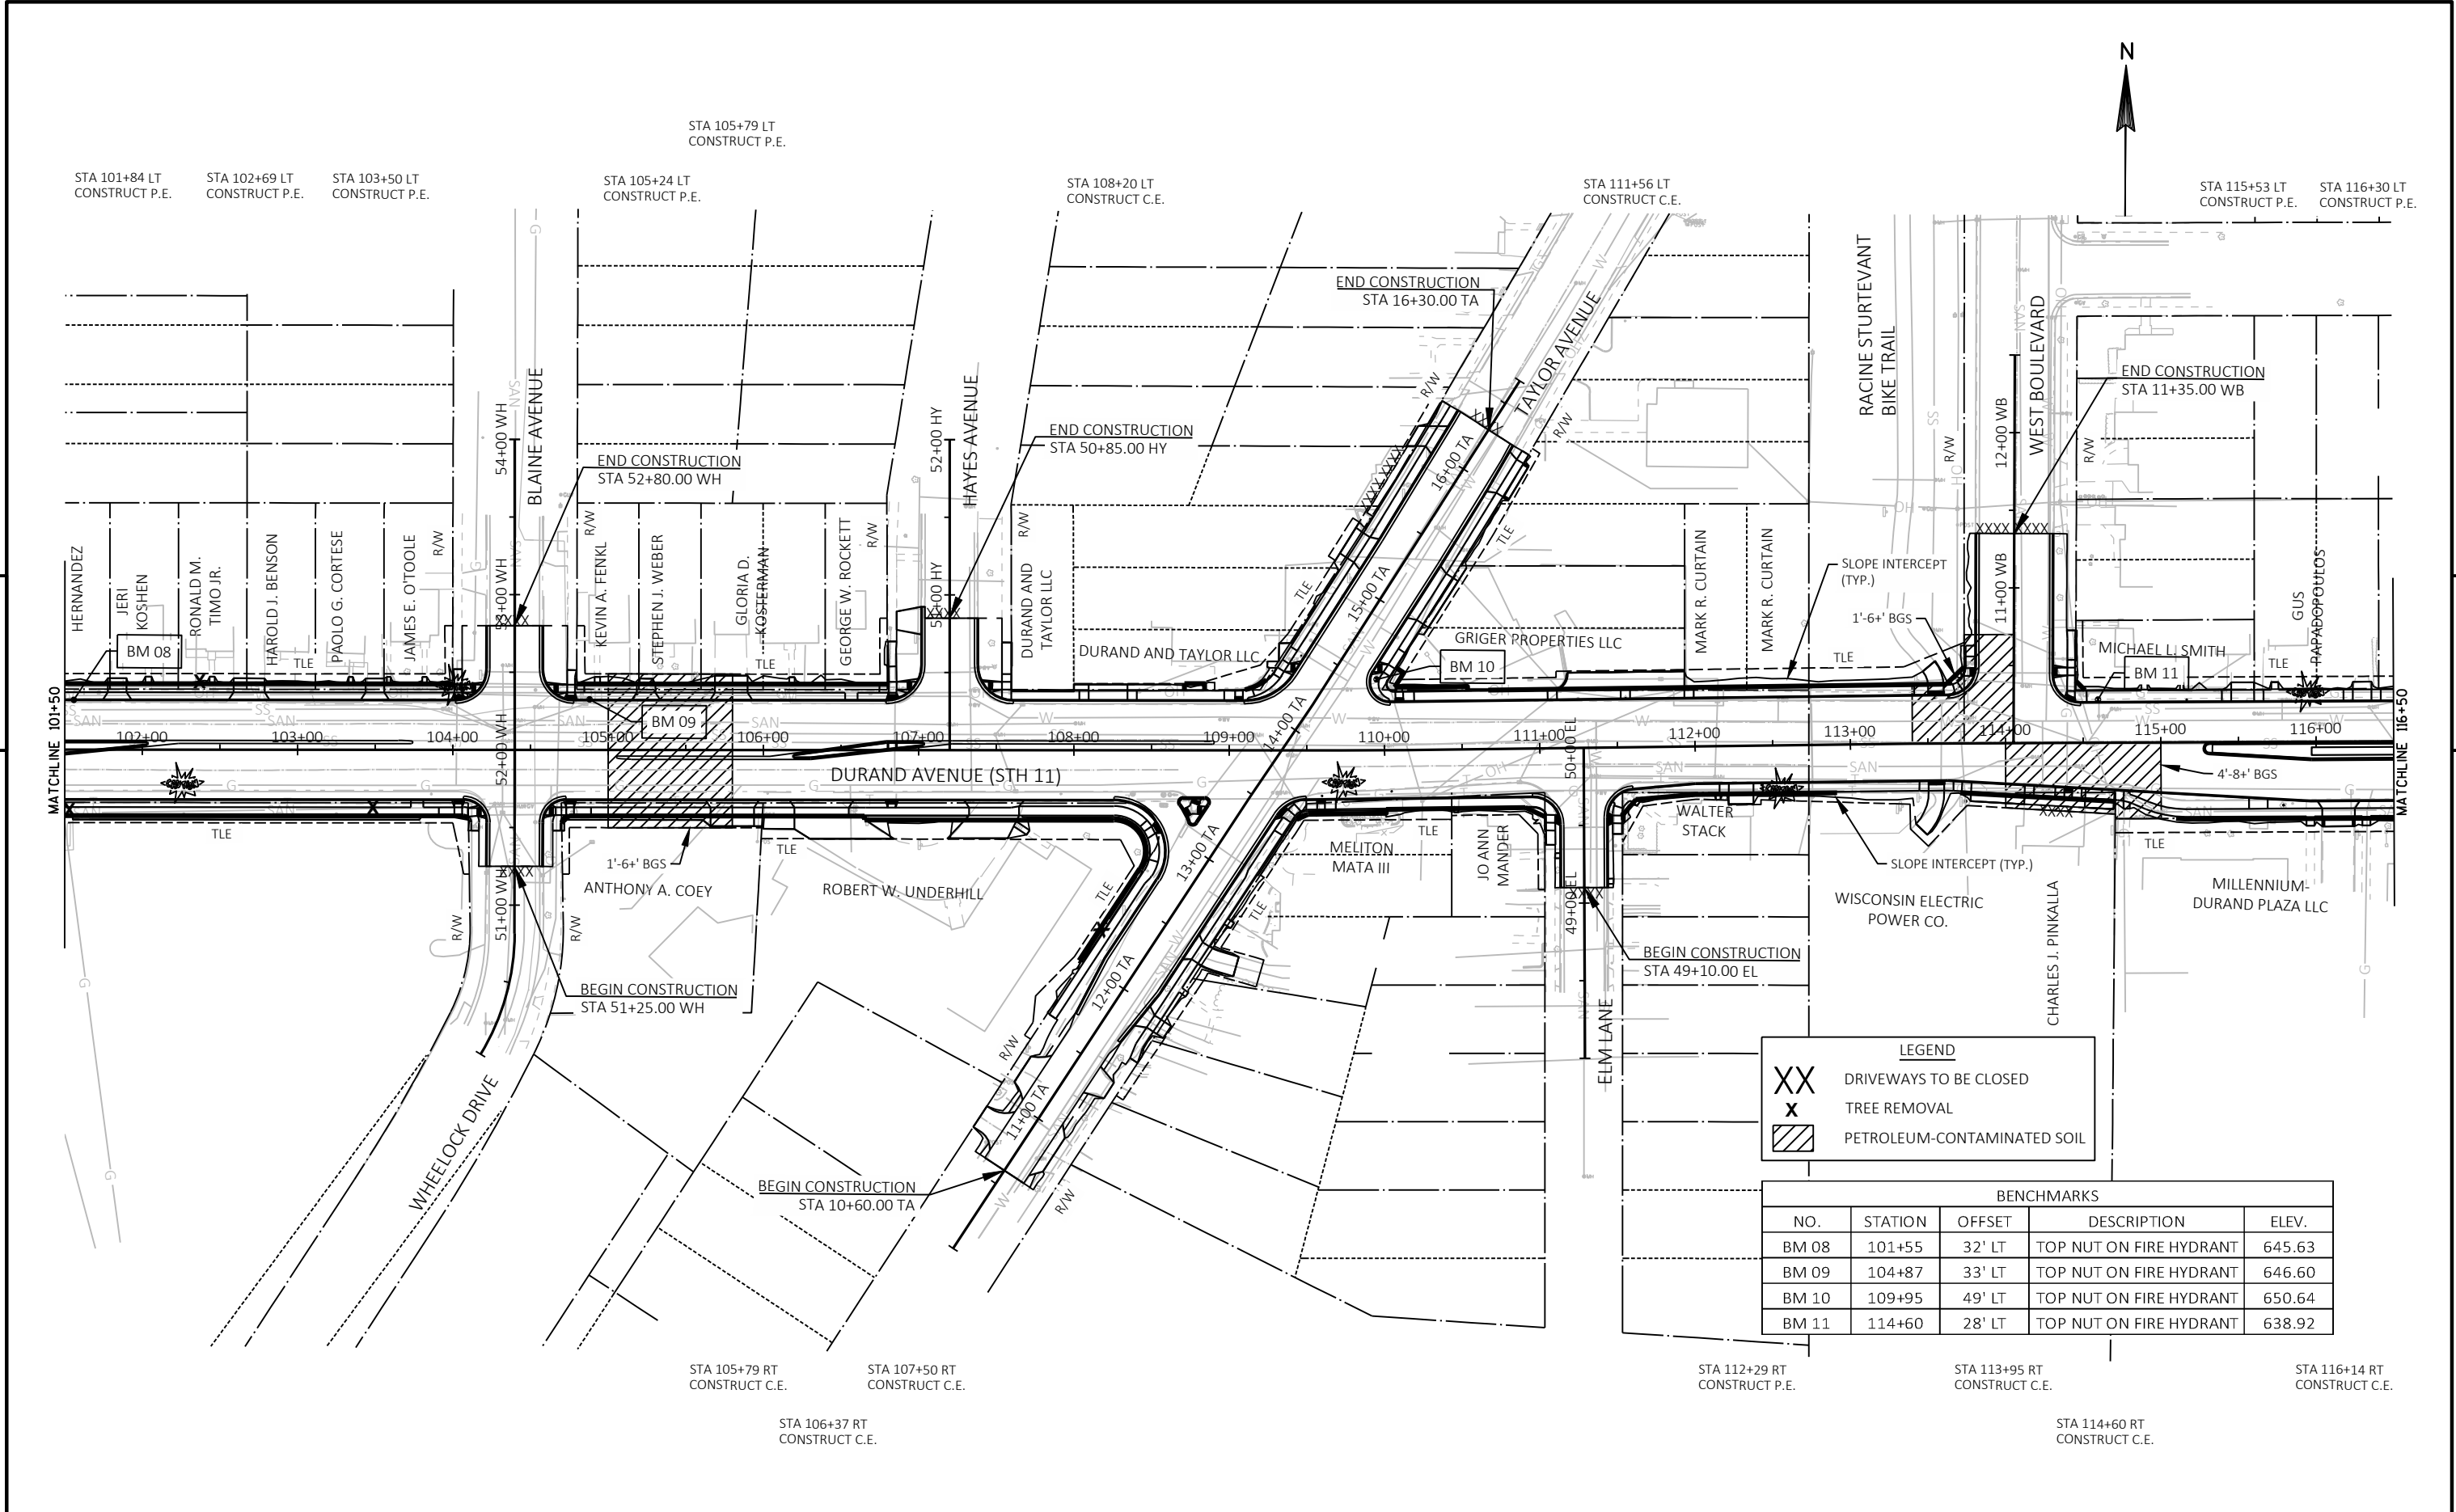 N
STA 105+79 LT
CONSTRUCT P.E.
STA 101+84 LT
CONSTRUCT P.E.
STA 102+69 LT
CONSTRUCT P.E.
STA 103+50 LT
CONSTRUCT P.E.
STA 105+24 LT
CONSTRUCT P.E.
STA 108+20 LT
CONSTRUCT C.E.
STA 111+56 LT
CONSTRUCT C.E.
STA 115+53 LT
CONSTRUCT P.E.
STA 116+30 LT
CONSTRUCT P.E.
END CONSTRUCTION
STA 16+30.00 TA
TAYLOR AVENUE
RACINE STURTEVANT
BIKE TRAIL
WEST BOULEVARD
END CONSTRUCTION
STA 11+35.00 WB
BLAINE AVENUE
54+00 WH
END CONSTRUCTION
STA 52+80.00 WH
HAYES AVENUE
52+00 HY
END CONSTRUCTION
STA 50+85.00 HY
R/W
R/W
R/W
R/W
R/W
R/W
R/W
R/W
12+00 WB
11+00 WB
16+00 TA
15+00 TA
14+00 TA
13+00 TA
12+00 TA
11+00 TA
HERNANDEZ
JERI
KOSHEN
RONALD M.
TIMO JR.
HAROLD J. BENSON
PAOLO G. CORTESE
JAMES E. O'TOOLE
53+00 WH
KEVIN A. FENKL
STEPHEN J. WEBER
GLORIA D.
KOSTERMAN
GEORGE W. ROCKETT
51+00 HY
DURAND AND
TAYLOR LLC
DURAND AND TAYLOR LLC
TLE
TLE
GRIGER PROPERTIES LLC
MARK R. CURTAIN
MARK R. CURTAIN
SLOPE INTERCEPT
(TYP.)
1'-6+' BGS
MICHAEL L. SMITH
GUS
PAPADOPOULOS
BM 08
BM 09
BM 10
BM 11
TLE
TLE
TLE
TLE
MATCHLINE 101+50
102+00
103+00
104+00
105+00
106+00
107+00
108+00
109+00
110+00
111+00
112+00
113+00
114+00
115+00
116+00
MATCHLINE 116+50
52+00 WH
50+00 EL
DURAND AVENUE (STH 11)
4'-8+' BGS
TLE
TLE
TLE
TLE
TLE
TLE
1'-6+' BGS
ANTHONY A. COEY
ROBERT W. UNDERHILL
MELITON
MATA III
JO ANN
MANDER
WALTER
STACK
SLOPE INTERCEPT (TYP.)
WISCONSIN ELECTRIC
POWER CO.
CHARLES J. PINKALLA
MILLENNIUM-
DURAND PLAZA LLC
51+00 WH
49+00 EL
R/W
R/W
R/W
R/W
BEGIN CONSTRUCTION
STA 51+25.00 WH
BEGIN CONSTRUCTION
STA 49+10.00 EL
ELM LANE
WHEELOCK DRIVE
BEGIN CONSTRUCTION
STA 10+60.00 TA
LEGEND
XX DRIVEWAYS TO BE CLOSED
X TREE REMOVAL
PETROLEUM-CONTAMINATED SOIL
BENCHMARKS
NO. STATION OFFSET DESCRIPTION ELEV.
BM 08 101+55 32' LT TOP NUT ON FIRE HYDRANT 645.63
BM 09 104+87 33' LT TOP NUT ON FIRE HYDRANT 646.60
BM 10 109+95 49' LT TOP NUT ON FIRE HYDRANT 650.64
BM 11 114+60 28' LT TOP NUT ON FIRE HYDRANT 638.92
STA 105+79 RT
CONSTRUCT C.E.
STA 107+50 RT
CONSTRUCT C.E.
STA 112+29 RT
CONSTRUCT P.E.
STA 113+95 RT
CONSTRUCT C.E.
STA 116+14 RT
CONSTRUCT C.E.
STA 106+37 RT
CONSTRUCT C.E.
STA 114+60 RT
CONSTRUCT C.E.